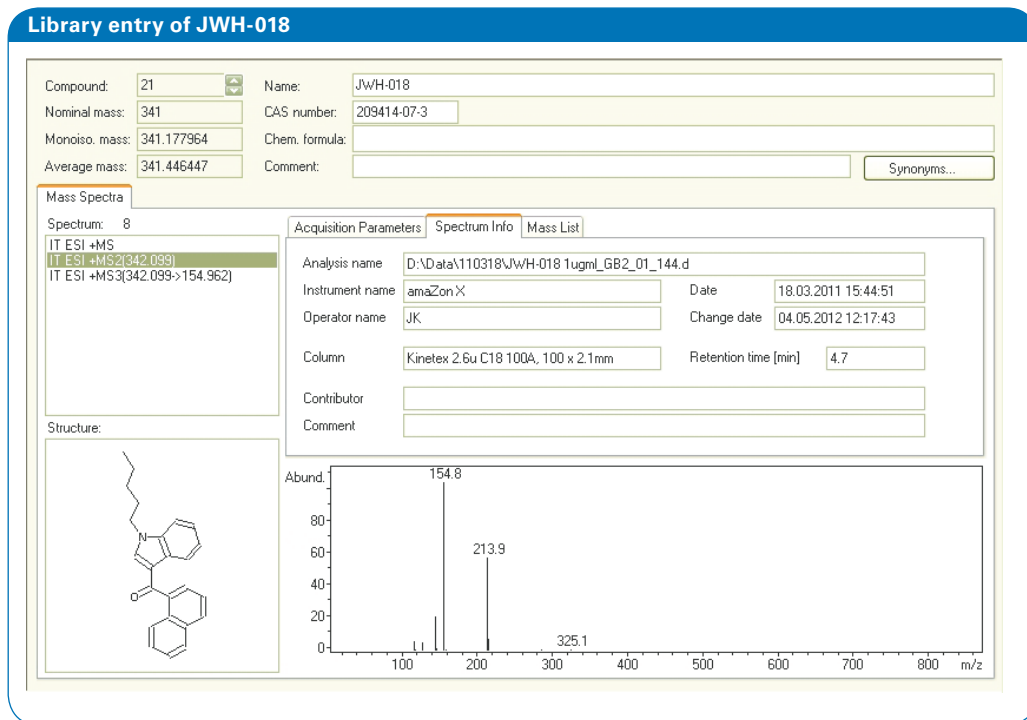 Library entry of JWH-018
Compound: 21 Name: JWH-018
Nominal mass: 341 CAS number: 209414-07-3
Monoiso. mass: 341.177964 Chem. formula:
Average mass: 341.446447 Comment: Synonyms...
Mass Spectra
Spectrum: 8
IT ESI +MS
IT ESI +MS2(342.099)
IT ESI +MS3(342.099->154.962)
Acquisition Parameters Spectrum Info Mass List
Analysis name D:\Data\110318\JWH-018 1ugml_GB2_01_144.d
Instrument name amaZon X Date 18.03.2011 15:44:51
Operator name JK Change date 04.05.2012 12:17:43
Column Kinetex 2.6u C18 100A, 100 x 2.1mm Retention time [min] 4.7
Contributor
Comment
Structure:
N
O
Abund.
154.8
80
60
213.9
40
20
325.1
0
100 200 300 400 500 600 700 800 m/z